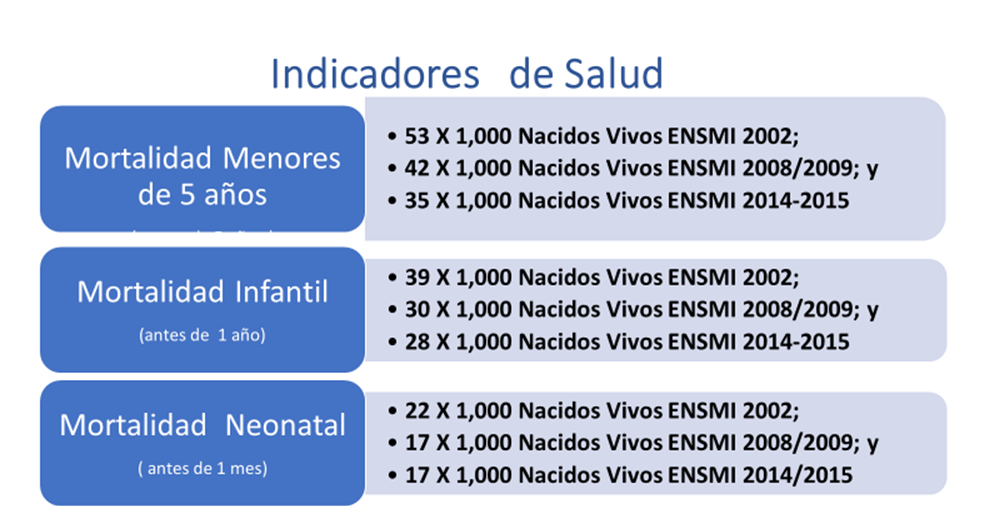 Indicadores de Salud
Mortalidad Menores
de 5 años
• 53 X 1,000 Nacidos Vivos ENSMI 2002;
• 42 X 1,000 Nacidos Vivos ENSMI 2008/2009; y
• 35 X 1,000 Nacidos Vivos ENSMI 2014-2015
Mortalidad Infantil
(antes de 1 año)
• 39 X 1,000 Nacidos Vivos ENSMI 2002;
• 30 X 1,000 Nacidos Vivos ENSMI 2008/2009; y
• 28 X 1,000 Nacidos Vivos ENSMI 2014-2015
Mortalidad Neonatal
( antes de 1 mes)
• 22 X 1,000 Nacidos Vivos ENSMI 2002;
• 17 X 1,000 Nacidos Vivos ENSMI 2008/2009; y
• 17 X 1,000 Nacidos Vivos ENSMI 2014/2015